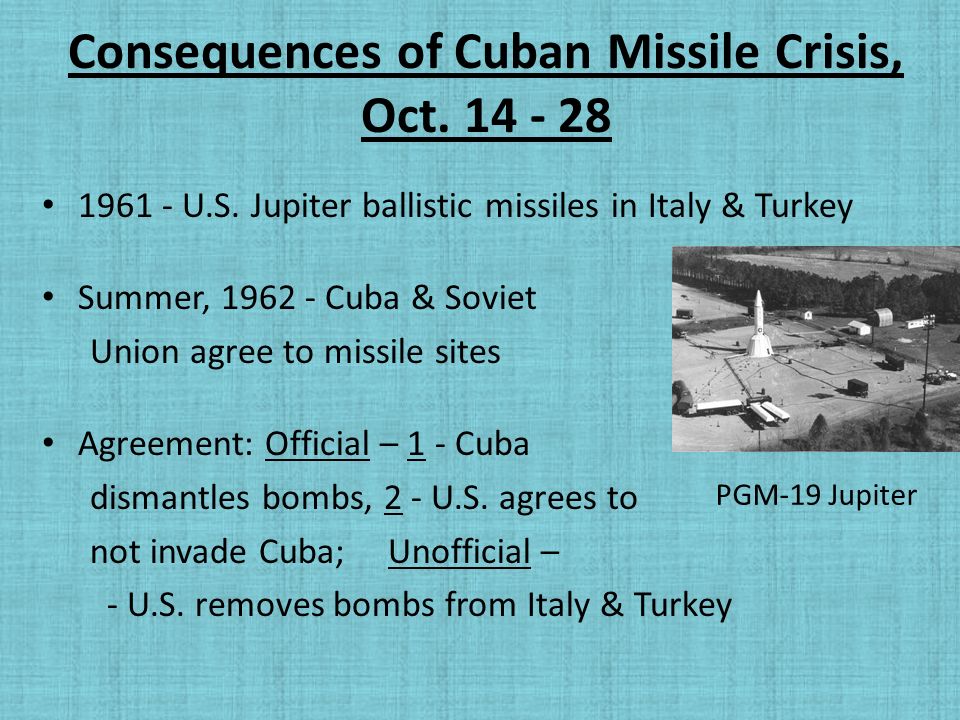 Consequences of Cuban Missile Crisis,
Oct. 14 - 28
• 1961 - U.S. Jupiter ballistic missiles in Italy & Turkey
• Summer, 1962 - Cuba & Soviet
Union agree to missile sites
• Agreement: Official – 1 - Cuba
dismantles bombs, 2 - U.S. agrees to
not invade Cuba; Unofficial –
- U.S. removes bombs from Italy & Turkey
PGM-19 Jupiter